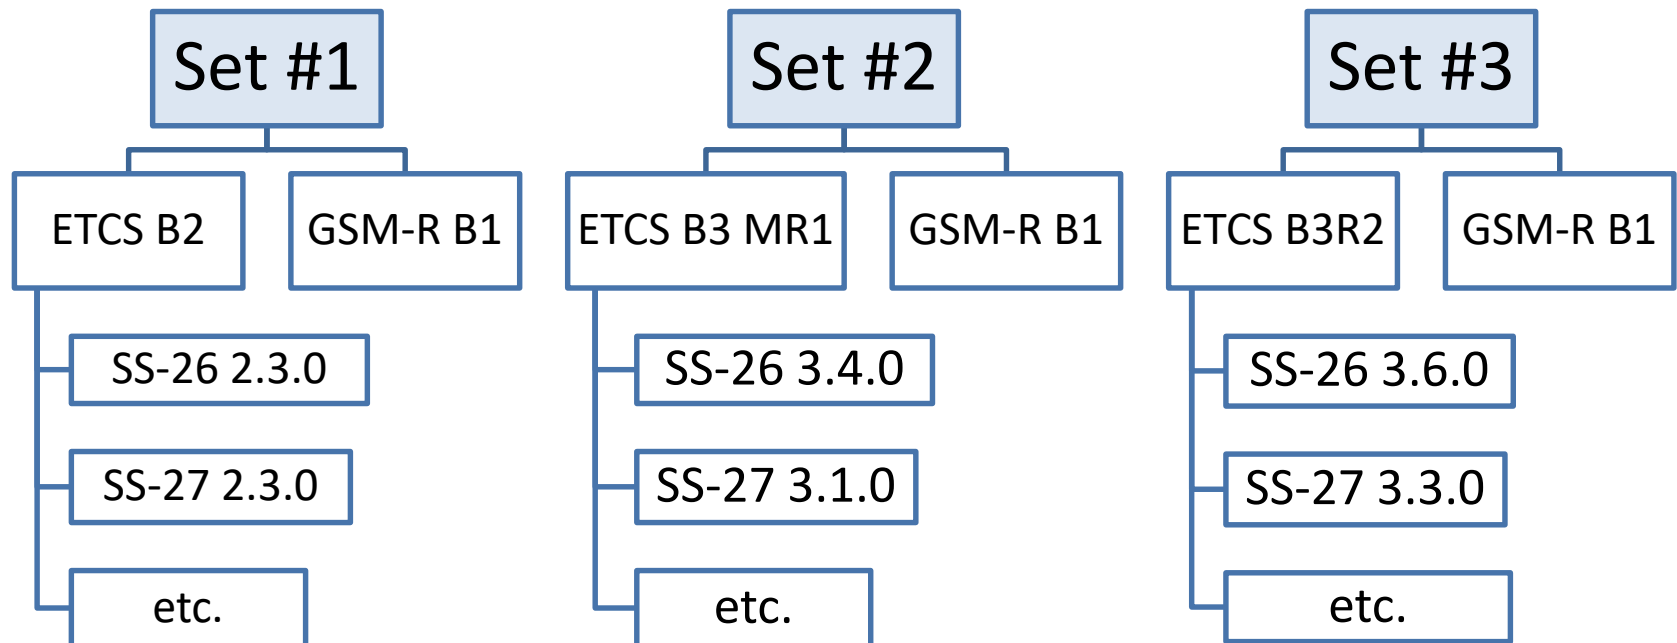 Set #1
Set #2
Set #3
ETCS B2
GSM-R B1
ETCS B3 MR1
GSM-R B1
ETCS B3R2
GSM-R B1
SS-26 2.3.0
SS-26 3.4.0
SS-26 3.6.0
SS-27 2.3.0
SS-27 3.1.0
SS-27 3.3.0
etc.
etc.
etc.